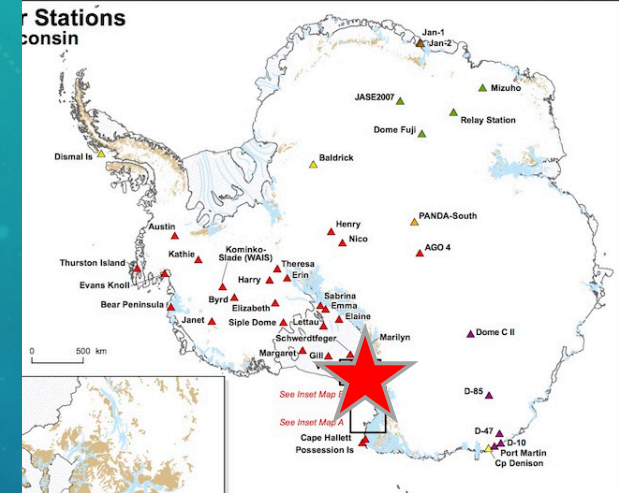 r Stations
consin
Jan-1
Jan-2
JASE2007
Mizuho
Relay Station
Dome Fuji
Dismal Is
Baldrick
Austin
Henry
PANDA-South
Nico
Kathie
Kominko-
Slade (WAIS)
AGO 4
Thurston Island
Theresa
Evans Knoll
Harry
Erin
Bear Peninsula
Byrd
Sabrina
Emma
Elizabeth
Elaine
Janet
Siple Dome
Lettau
Schwerdtfeger
Marilyn
Dome C II
Margaret
Gill
0 500 km
See Inset Map
D-85
See Inset Map A
Cape Hallett
Possession Is
D-47
D-10
Port Martin
Cp Denison